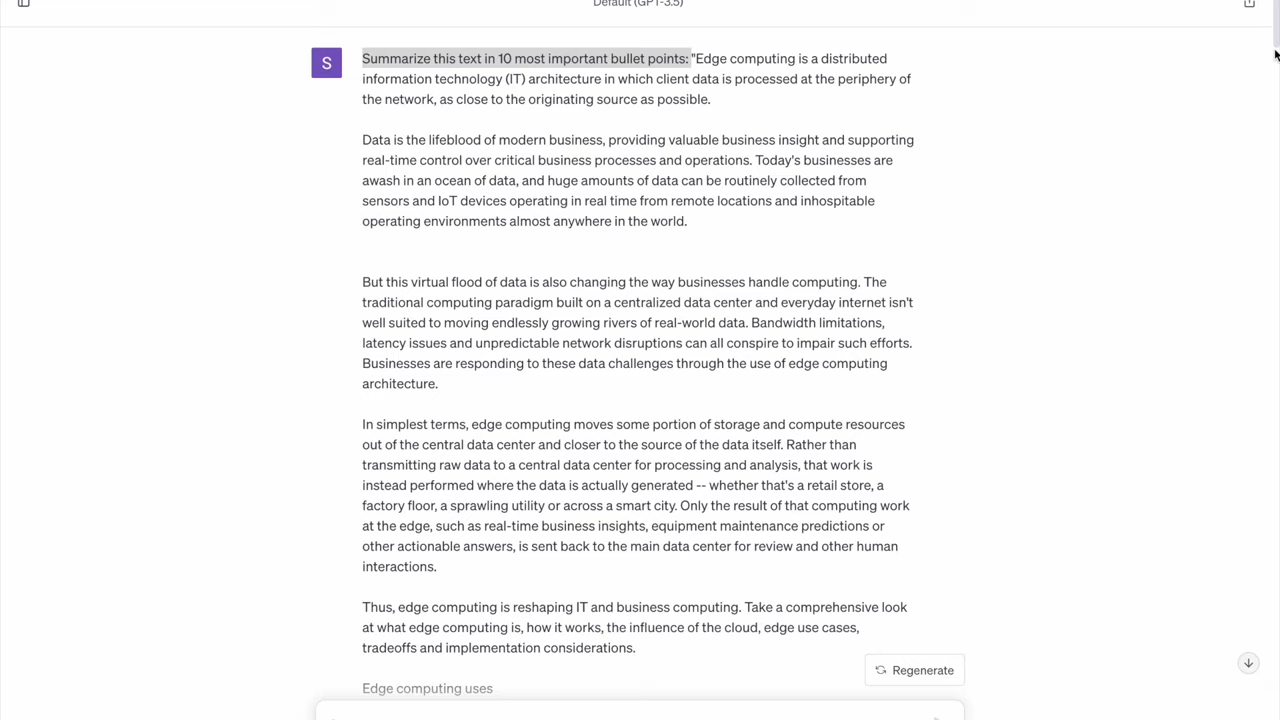 Default (GPT-3.5)
S
Summarize this text in 10 most important bullet points: "Edge computing is a distributed
information technology (IT) architecture in which client data is processed at the periphery of
the network, as close to the originating source as possible.
Data is the lifeblood of modern business, providing valuable business insight and supporting
real-time control over critical business processes and operations. Today's businesses are
awash in an ocean of data, and huge amounts of data can be routinely collected from
sensors and IoT devices operating in real time from remote locations and inhospitable
operating environments almost anywhere in the world.
But this virtual flood of data is also changing the way businesses handle computing. The
traditional computing paradigm built on a centralized data center and everyday internet isn't
well suited to moving endlessly growing rivers of real-world data. Bandwidth limitations,
latency issues and unpredictable network disruptions can all conspire to impair such efforts.
Businesses are responding to these data challenges through the use of edge computing
architecture.
In simplest terms, edge computing moves some portion of storage and compute resources
out of the central data center and closer to the source of the data itself. Rather than
transmitting raw data to a central data center for processing and analysis, that work is
instead performed where the data is actually generated -- whether that's a retail store, a
factory floor, a sprawling utility or across a smart city. Only the result of that computing work
at the edge, such as real-time business insights, equipment maintenance predictions or
other actionable answers, is sent back to the main data center for review and other human
interactions.
Thus, edge computing is reshaping IT and business computing. Take a comprehensive look
at what edge computing is, how it works, the influence of the cloud, edge use cases,
tradeoffs and implementation considerations.
Regenerate
Edge computing uses